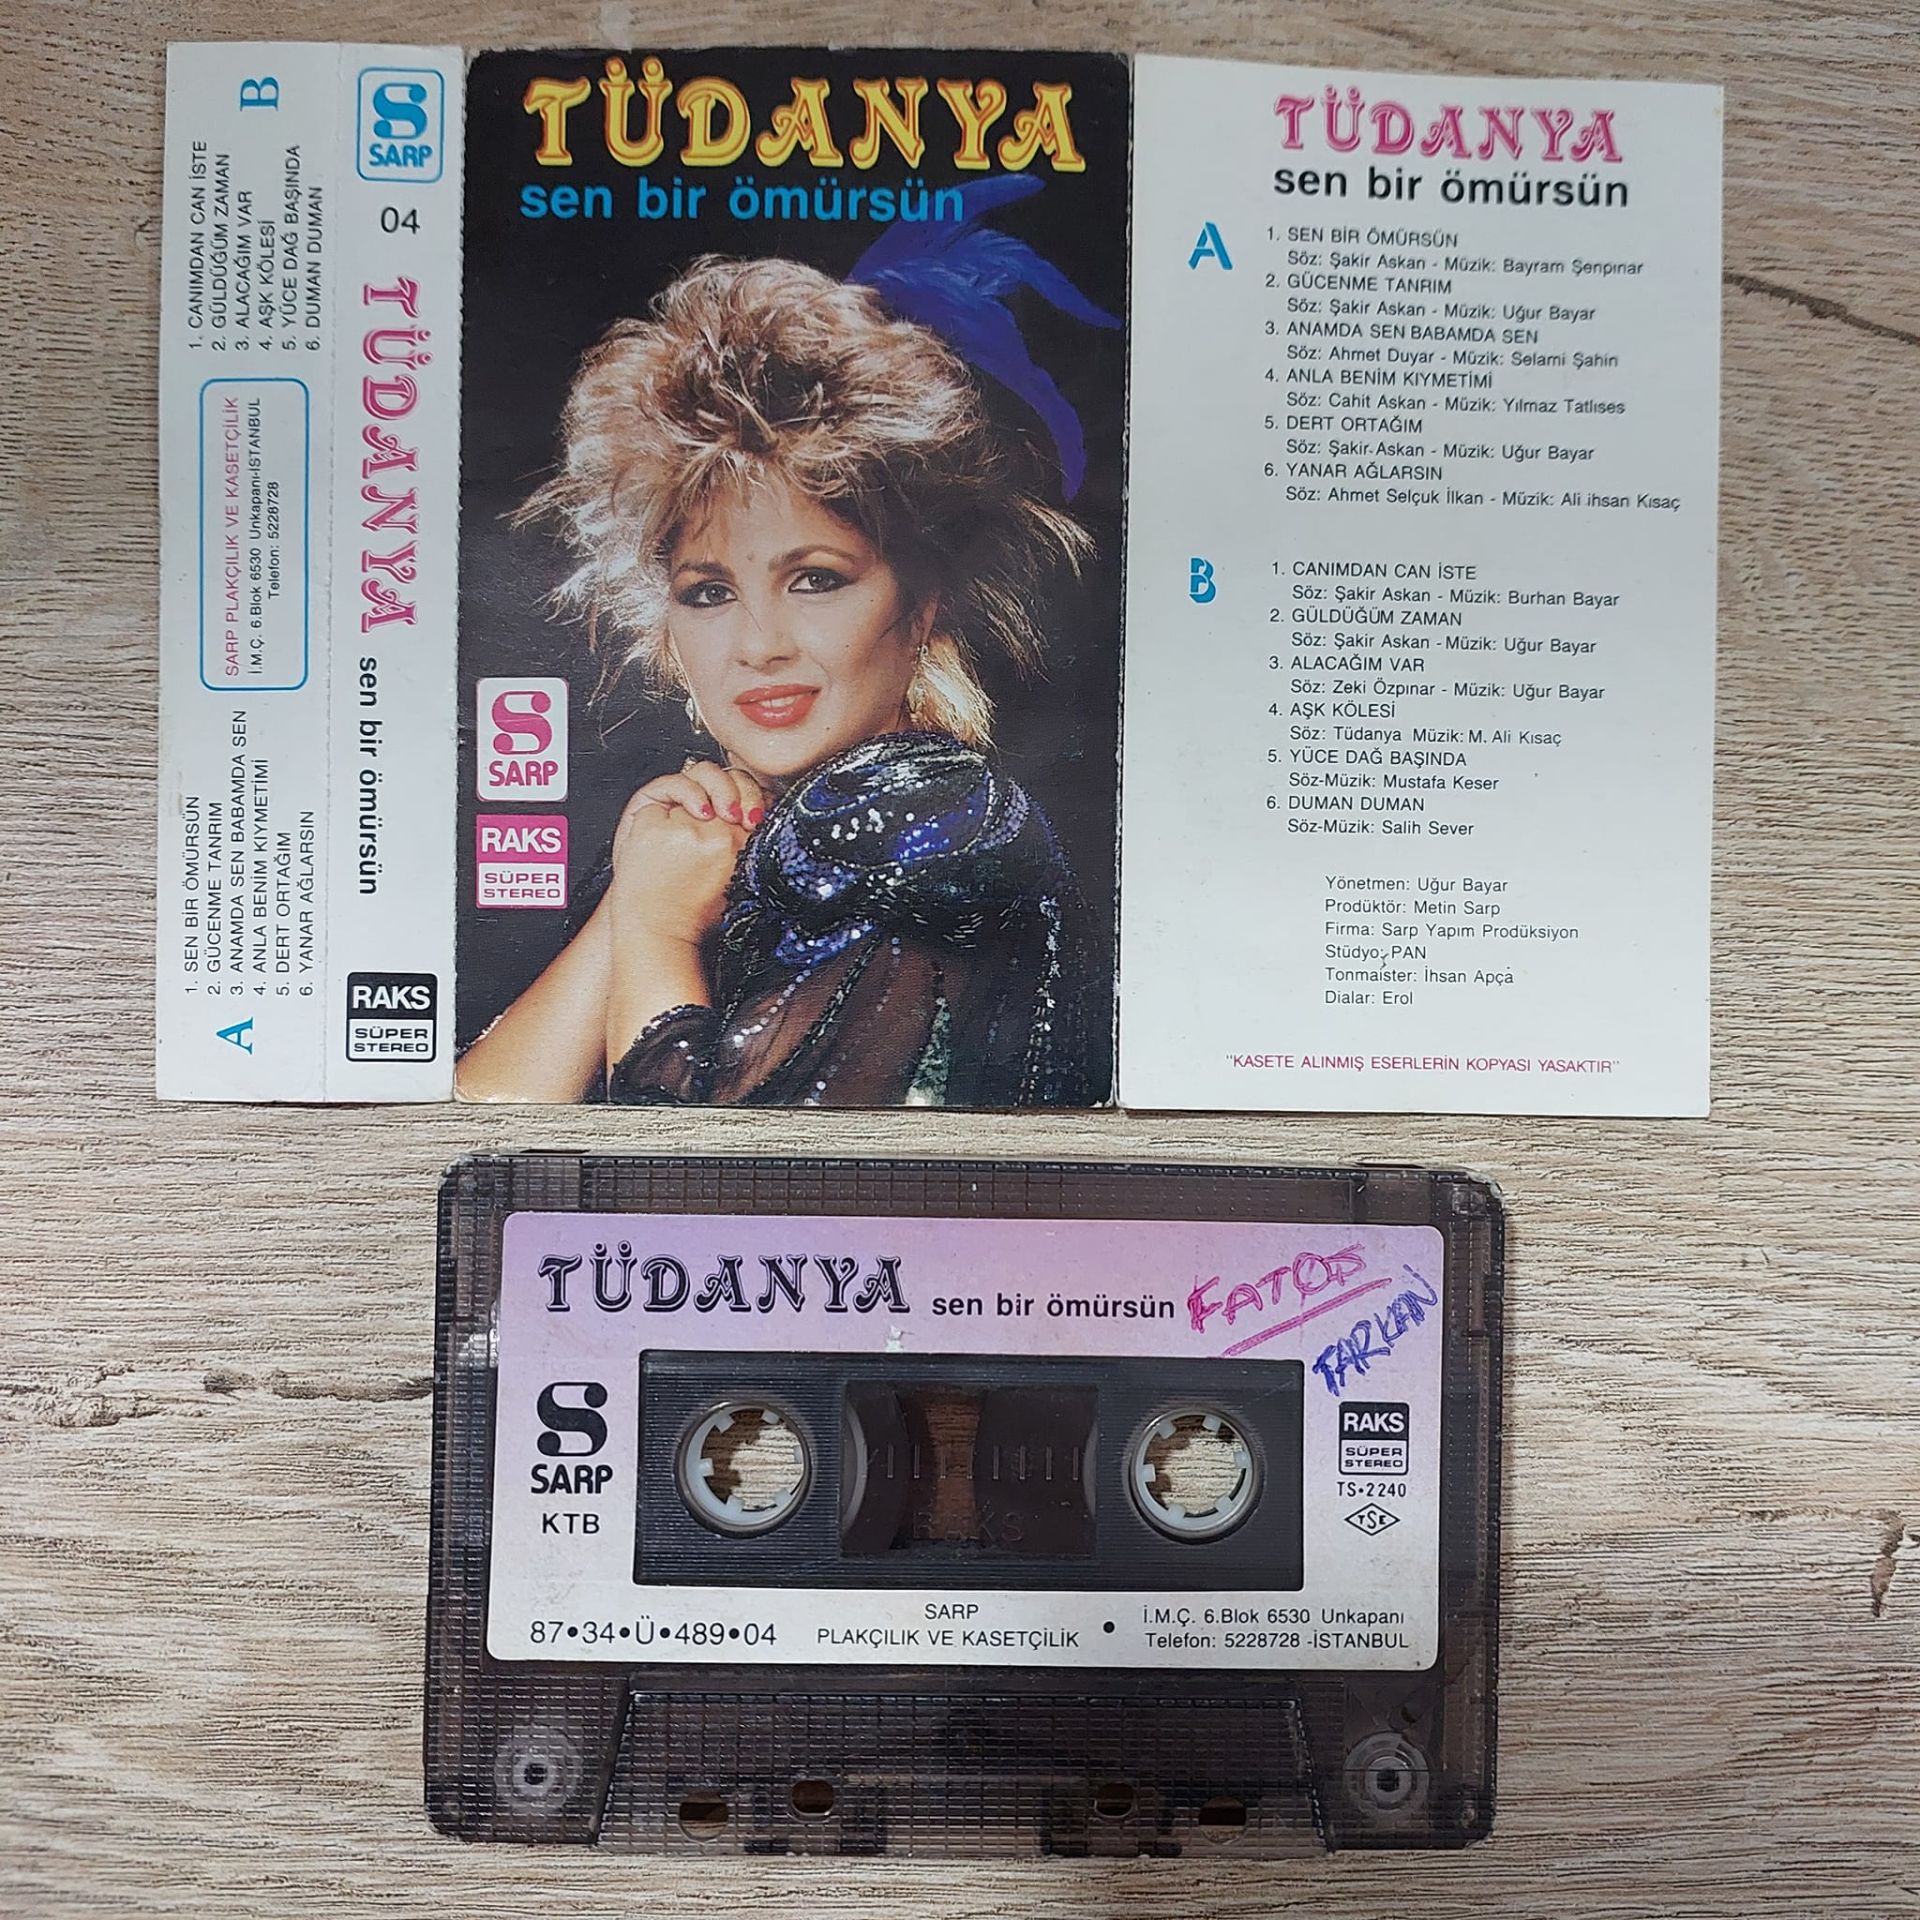 B
1. CANIMDAN CAN İSTE
2. GÜLDÜĞÜM ZAMAN
3. ALACAĞIM VAR
4. AŞK KÖLESİ
5. YÜCE DAĞ BAŞINDA
6. DUMAN DUMAN
SARP PLAKÇILIK VE KASETÇİLİK
İ.M.Ç. 6.Blok 6530 Unkapanı-İSTANBUL
Telefon: 5228728
A
1. SEN BİR ÖMÜRSÜN
2. GÜCENME TANRIM
3. ANAMDA SEN BABAMDA SEN
4. ANLA BENİM KIYMETİMİ
5. DERT ORTAĞIM
6. YANAR AĞLARSIN
S
SARP
04
TÜDANYA
sen bir ömürsün
RAKS
SÜPER
STEREO
TÜDANYA
sen bir ömürsün
S
SARP
RAKS
SÜPER
STEREO
TÜDANYA
sen bir ömürsün
A
1. SEN BİR ÖMÜRSÜN
Söz: Şakir Askan - Müzik: Bayram Şenpınar
2. GÜCENME TANRIM
Söz: Şakir Askan - Müzik: Uğur Bayar
3. ANAMDA SEN BABAMDA SEN
Söz: Ahmet Duyar - Müzik: Selami Şahin
4. ANLA BENİM KIYMETİMİ
Söz: Cahit Askan - Müzik: Yılmaz Tatlıses
5. DERT ORTAĞIM
Söz: Şakir Askan - Müzik: Uğur Bayar
6. YANAR AĞLARSIN
Söz: Ahmet Selçuk İlkan - Müzik: Ali ihsan Kısaç
B
1. CANIMDAN CAN İSTE
Söz: Şakir Askan - Müzik: Burhan Bayar
2. GÜLDÜĞÜM ZAMAN
Söz: Şakir Askan - Müzik: Uğur Bayar
3. ALACAĞIM VAR
Söz: Zeki Özpınar - Müzik: Uğur Bayar
4. AŞK KÖLESİ
Söz: Tüdanya Müzik: M. Ali Kısaç
5. YÜCE DAĞ BAŞINDA
Söz-Müzik: Mustafa Keser
6. DUMAN DUMAN
Söz-Müzik: Salih Sever
Yönetmen: Uğur Bayar
Prodüktör: Metin Sarp
Firma: Sarp Yapım Prodüksiyon
Stüdyo: PAN
Tonmaister: İhsan Apça
Dialar: Erol
"KASETE ALINMIŞ ESERLERİN KOPYASI YASAKTIR"
TÜDANYA sen bir ömürsün
FATOŞ
TARKAN
S
SARP
KTB
RAKS
RAKS
SÜPER
STEREO
TS•2240
TSE
87•34•Ü•489•04
SARP
PLAKÇILIK VE KASETÇİLİK •
İ.M.Ç. 6.Blok 6530 Unkapanı
Telefon: 5228728 -İSTANBUL